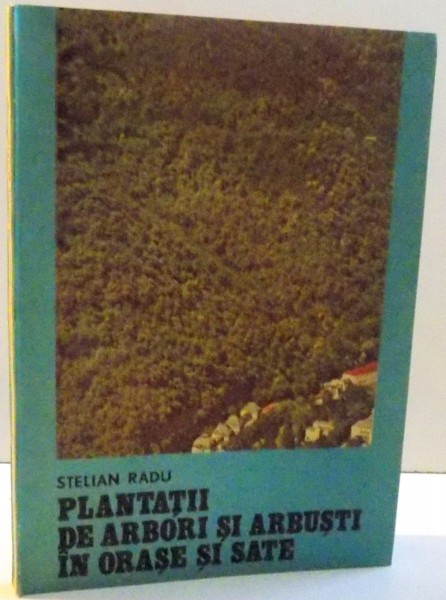 STELIAN RADU
PLANTAȚII
DE ARBORI ȘI ARBUȘTI
ÎN ORAȘE ȘI SATE